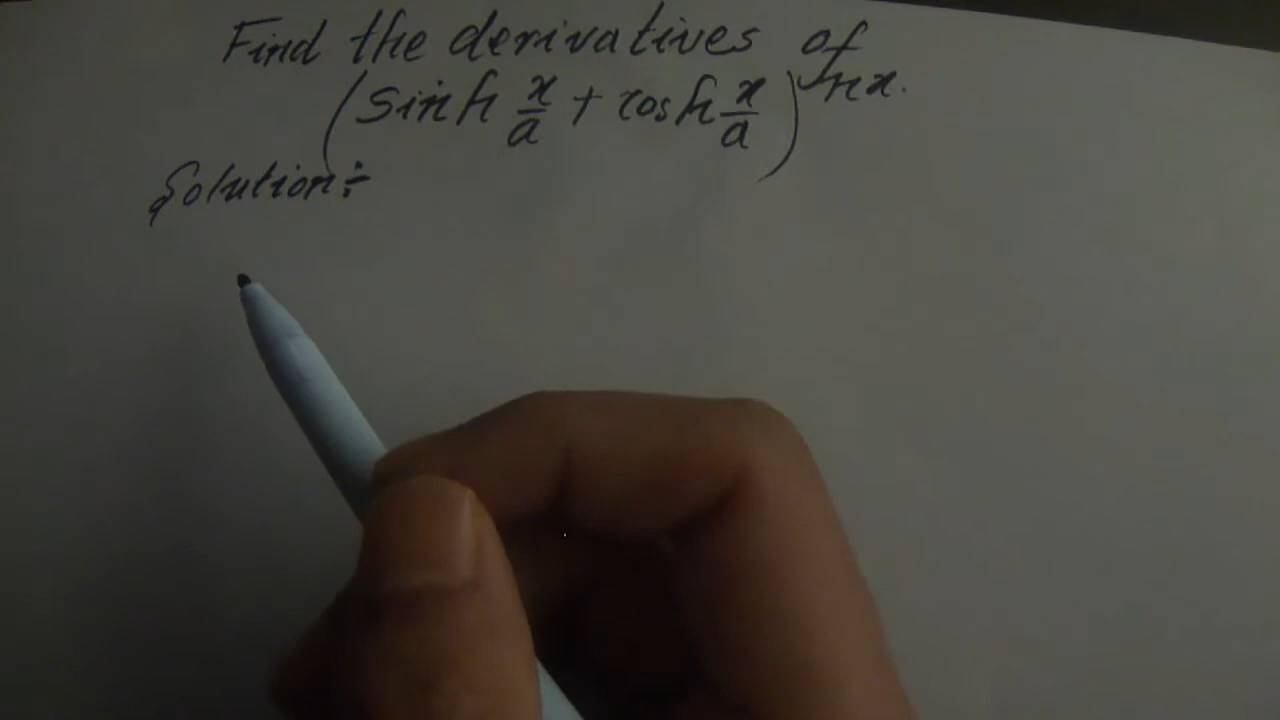 Find the derivatives of
(sinh x/a + cosh x/a)^nx.
Solution:-